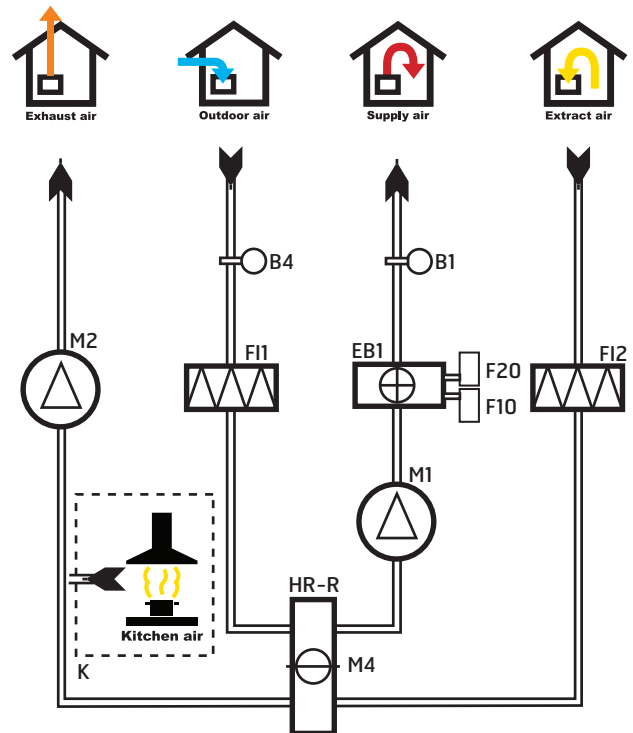 Exhaust air
Outdoor air
Supply air
Extract air
B4
B1
M2
FI1
EB1
F20
F10
FI2
M1
HR-R
Kitchen air
K
M4